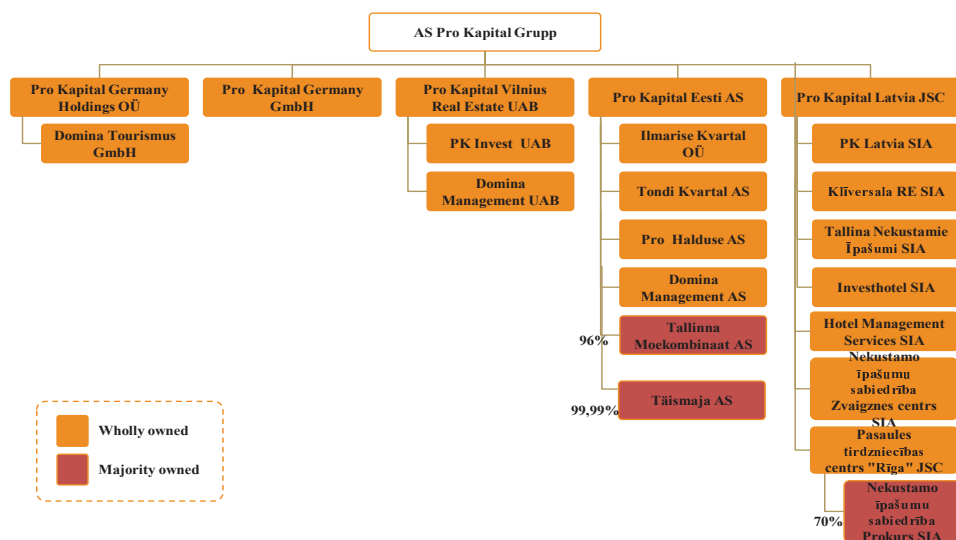 AS Pro Kapital Grupp
Pro Kapital Germany
Holdings OÜ
Domina Tourismus
GmbH
Pro Kapital Germany
GmbH
Pro Kapital Vilnius
Real Estate UAB
PK Invest UAB
Domina
Management UAB
Pro Kapital Eesti AS
Ilmarise Kvartal
OÜ
Tondi Kvartal AS
Pro Halduse AS
Domina
Management AS
96%
Tallinna
Moekombinaat AS
99,99%
Täismaja AS
Pro Kapital Latvia JSC
PK Latvia SIA
Klīversala RE SIA
Tallina Nekustamie
Īpašumi SIA
Investhotel SIA
Hotel Management
Services SIA
Nekustamo
īpašumu
sabiedrība
Zvaigznes centrs
SIA
Pasaules
tirdzniecības
centrs "Rīga" JSC
70%
Nekustamo
īpašumu
sabiedrība
Prokurs SIA
Wholly owned
Majority owned